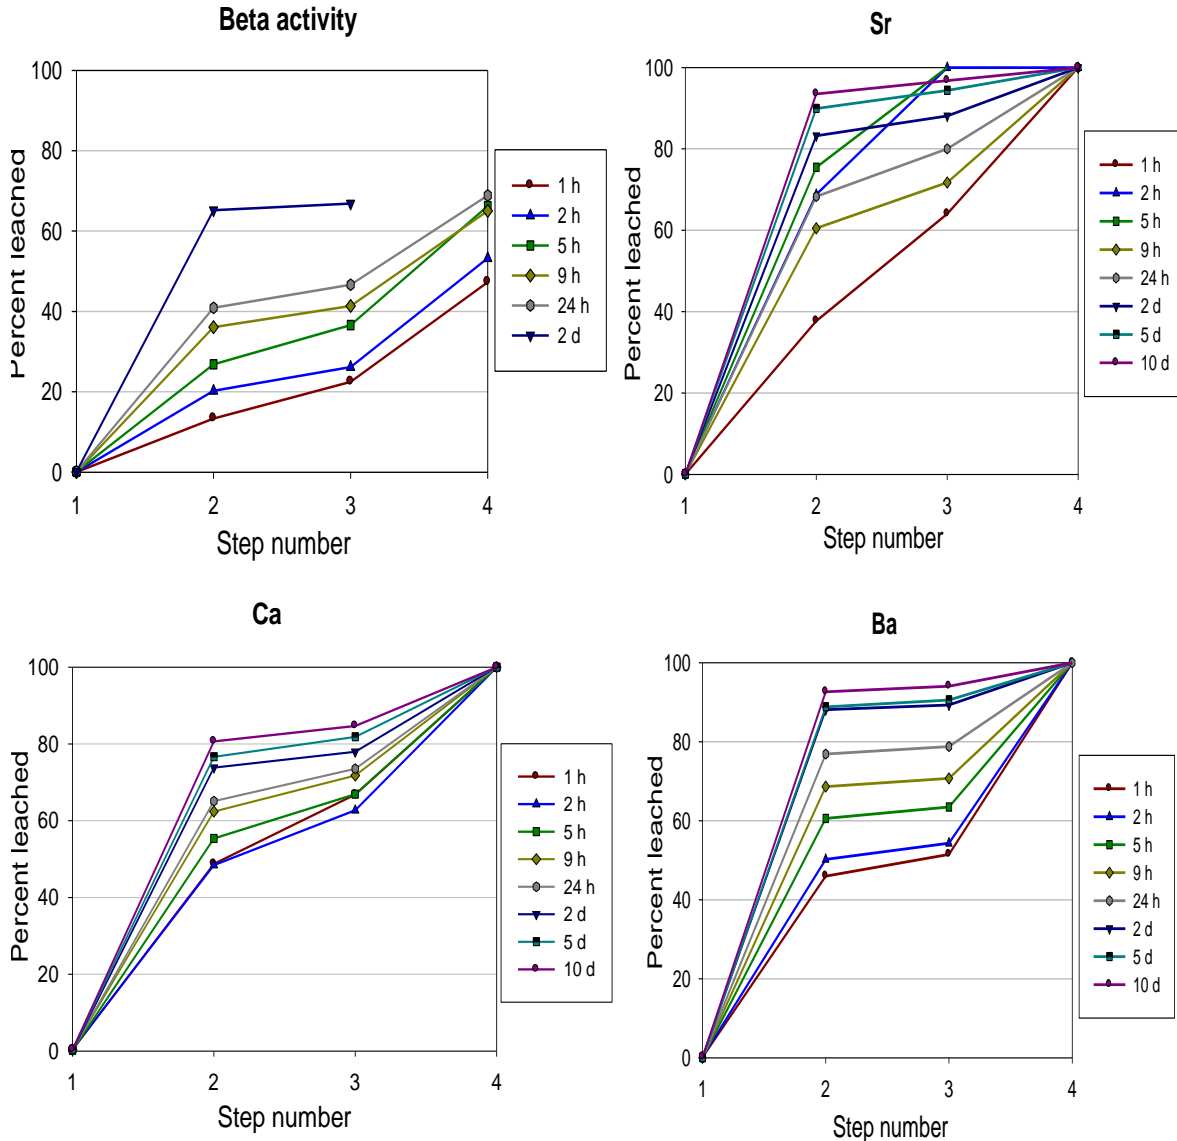 Beta activity
100
80
60
40
20
0
1
2
3
4
Percent leached
Step number
1 h
2 h
5 h
9 h
24 h
2 d
Sr
100
80
60
40
20
0
1
2
3
4
Percent leached
Step number
1 h
2 h
5 h
9 h
24 h
2 d
5 d
10 d
Ca
100
80
60
40
20
0
1
2
3
4
Percent leached
Step number
1 h
2 h
5 h
9 h
24 h
2 d
5 d
10 d
Ba
100
80
60
40
20
0
1
2
3
4
Percent leached
Step number
1 h
2 h
5 h
9 h
24 h
2 d
5 d
10 d